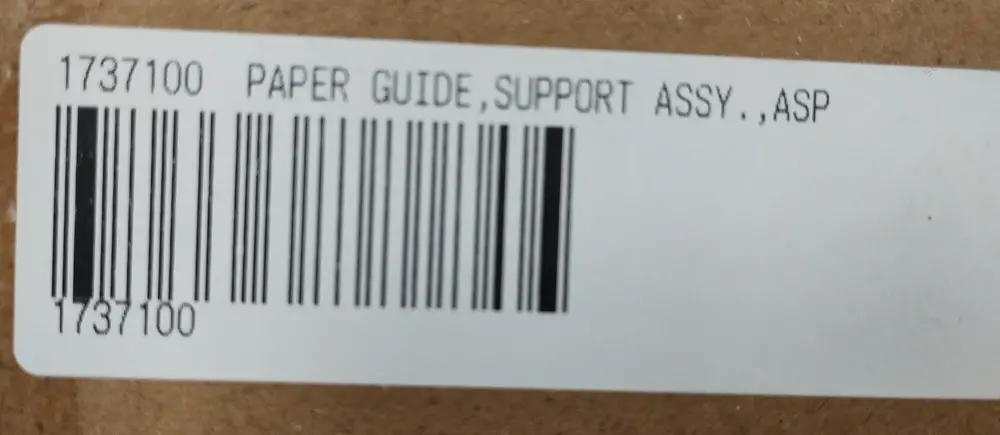 1737100 PAPER GUIDE,SUPPORT ASSY.,ASP
1737100